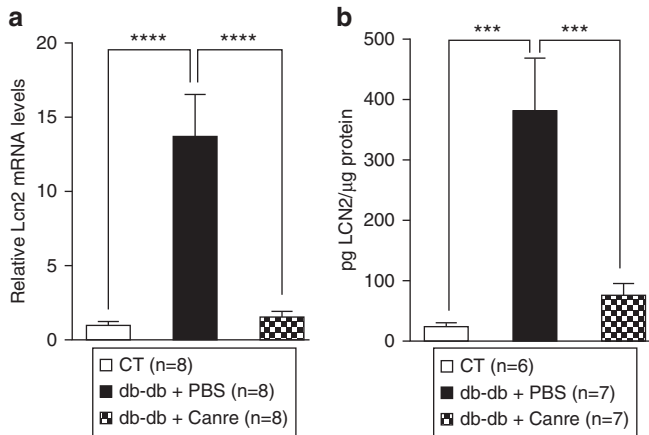 a
**** ****
20
15
10
5
0
Relative Lcn2 mRNA levels
CT (n=8)
db-db + PBS (n=8)
db-db + Canre (n=8)
b
*** ***
500
400
300
200
100
0
pg LCN2/µg protein
CT (n=6)
db-db + PBS (n=7)
db-db + Canre (n=7)